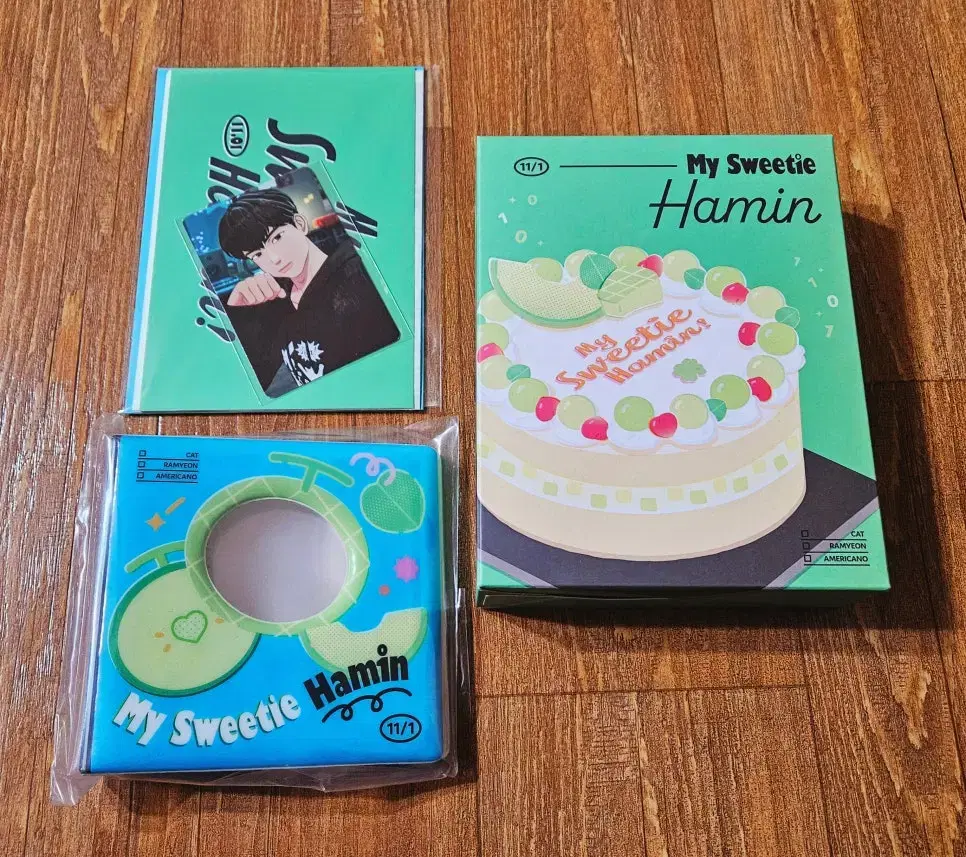 11.01
11/1
My Sweetie
Hamin
My
Sweetie
Hamin!
CAT
RAMYEON
AMERICANO
CAT
RAMYEON
AMERICANO
My Sweetie Hamin
11/1